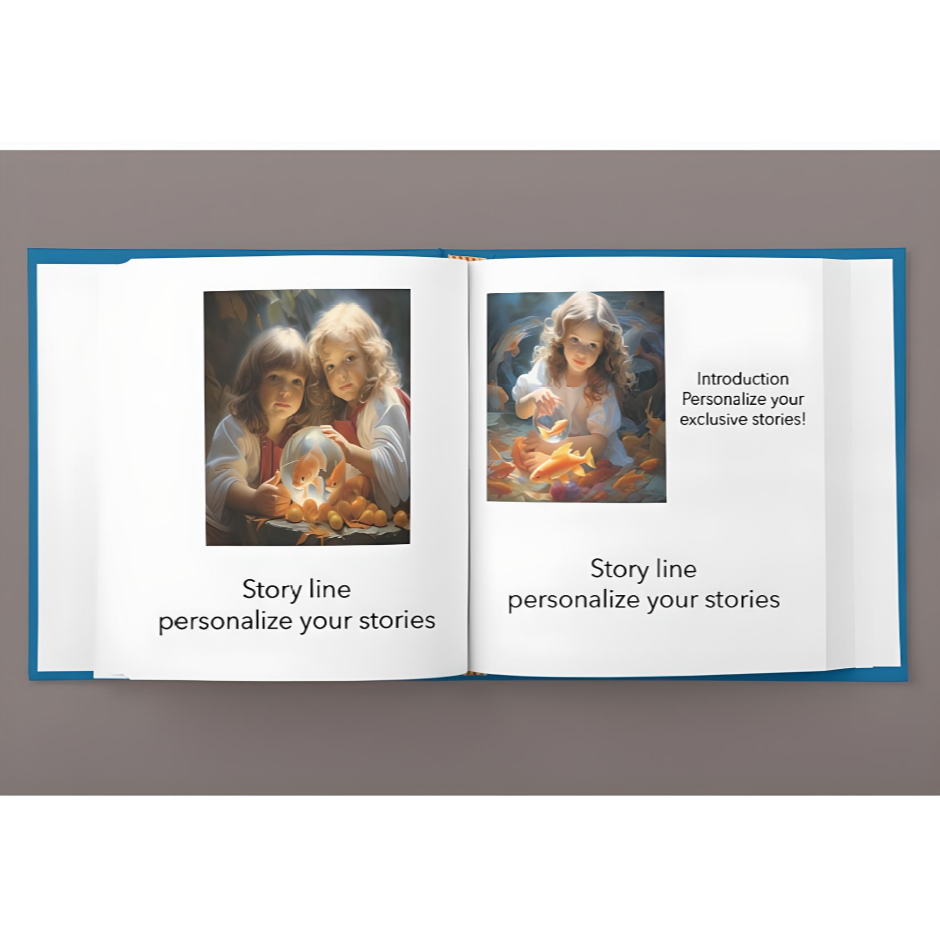 Story line
personalize your stories
Introduction
Personalize your
exclusive stories!
Story line
personalize your stories